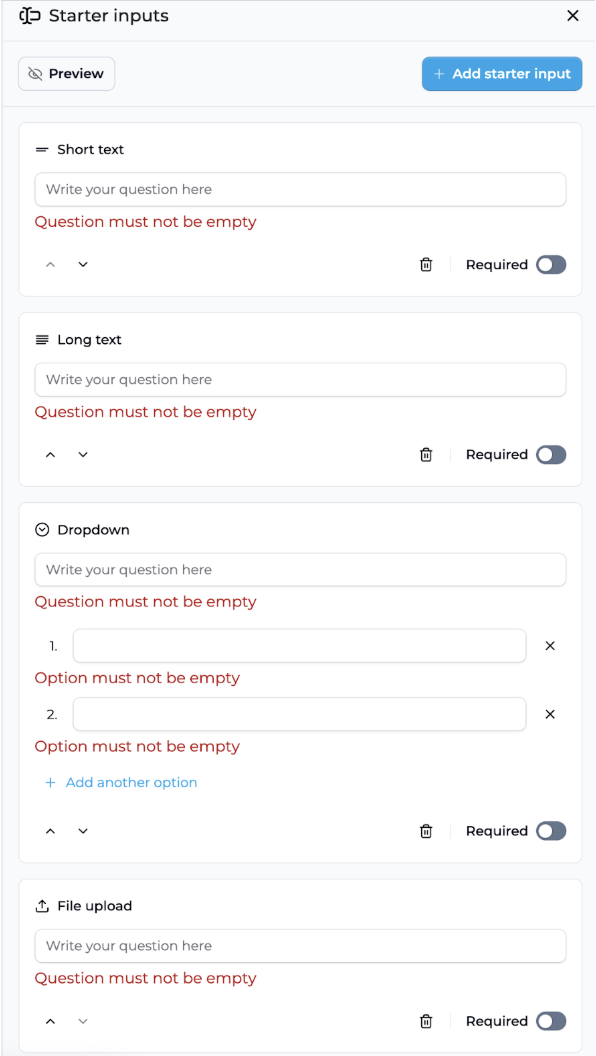 Starter inputs
Preview
+ Add starter input
Short text
Write your question here
Question must not be empty
Required
Long text
Write your question here
Question must not be empty
Required
Dropdown
Write your question here
Question must not be empty
1.
Option must not be empty
2.
Option must not be empty
+ Add another option
Required
File upload
Write your question here
Question must not be empty
Required